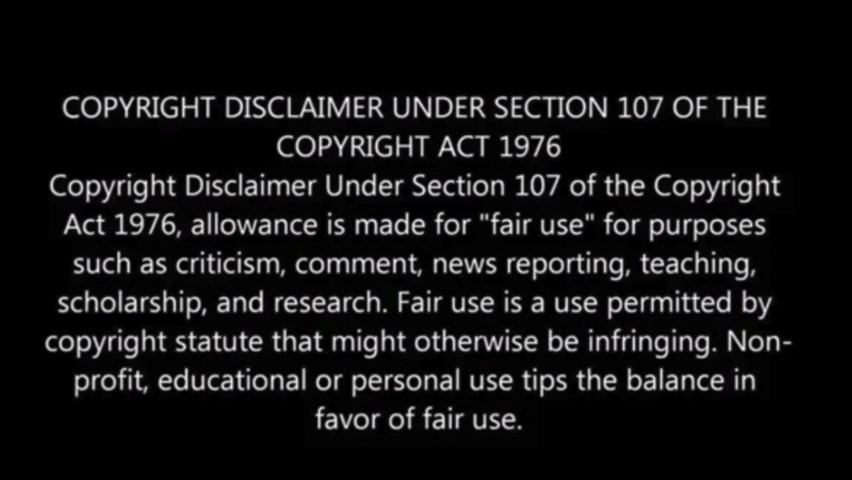 COPYRIGHT DISCLAIMER UNDER SECTION 107 OF THE
COPYRIGHT ACT 1976
Copyright Disclaimer Under Section 107 of the Copyright
Act 1976, allowance is made for "fair use" for purposes
such as criticism, comment, news reporting, teaching,
scholarship, and research. Fair use is a use permitted by
copyright statute that might otherwise be infringing. Non-
profit, educational or personal use tips the balance in
favor of fair use.